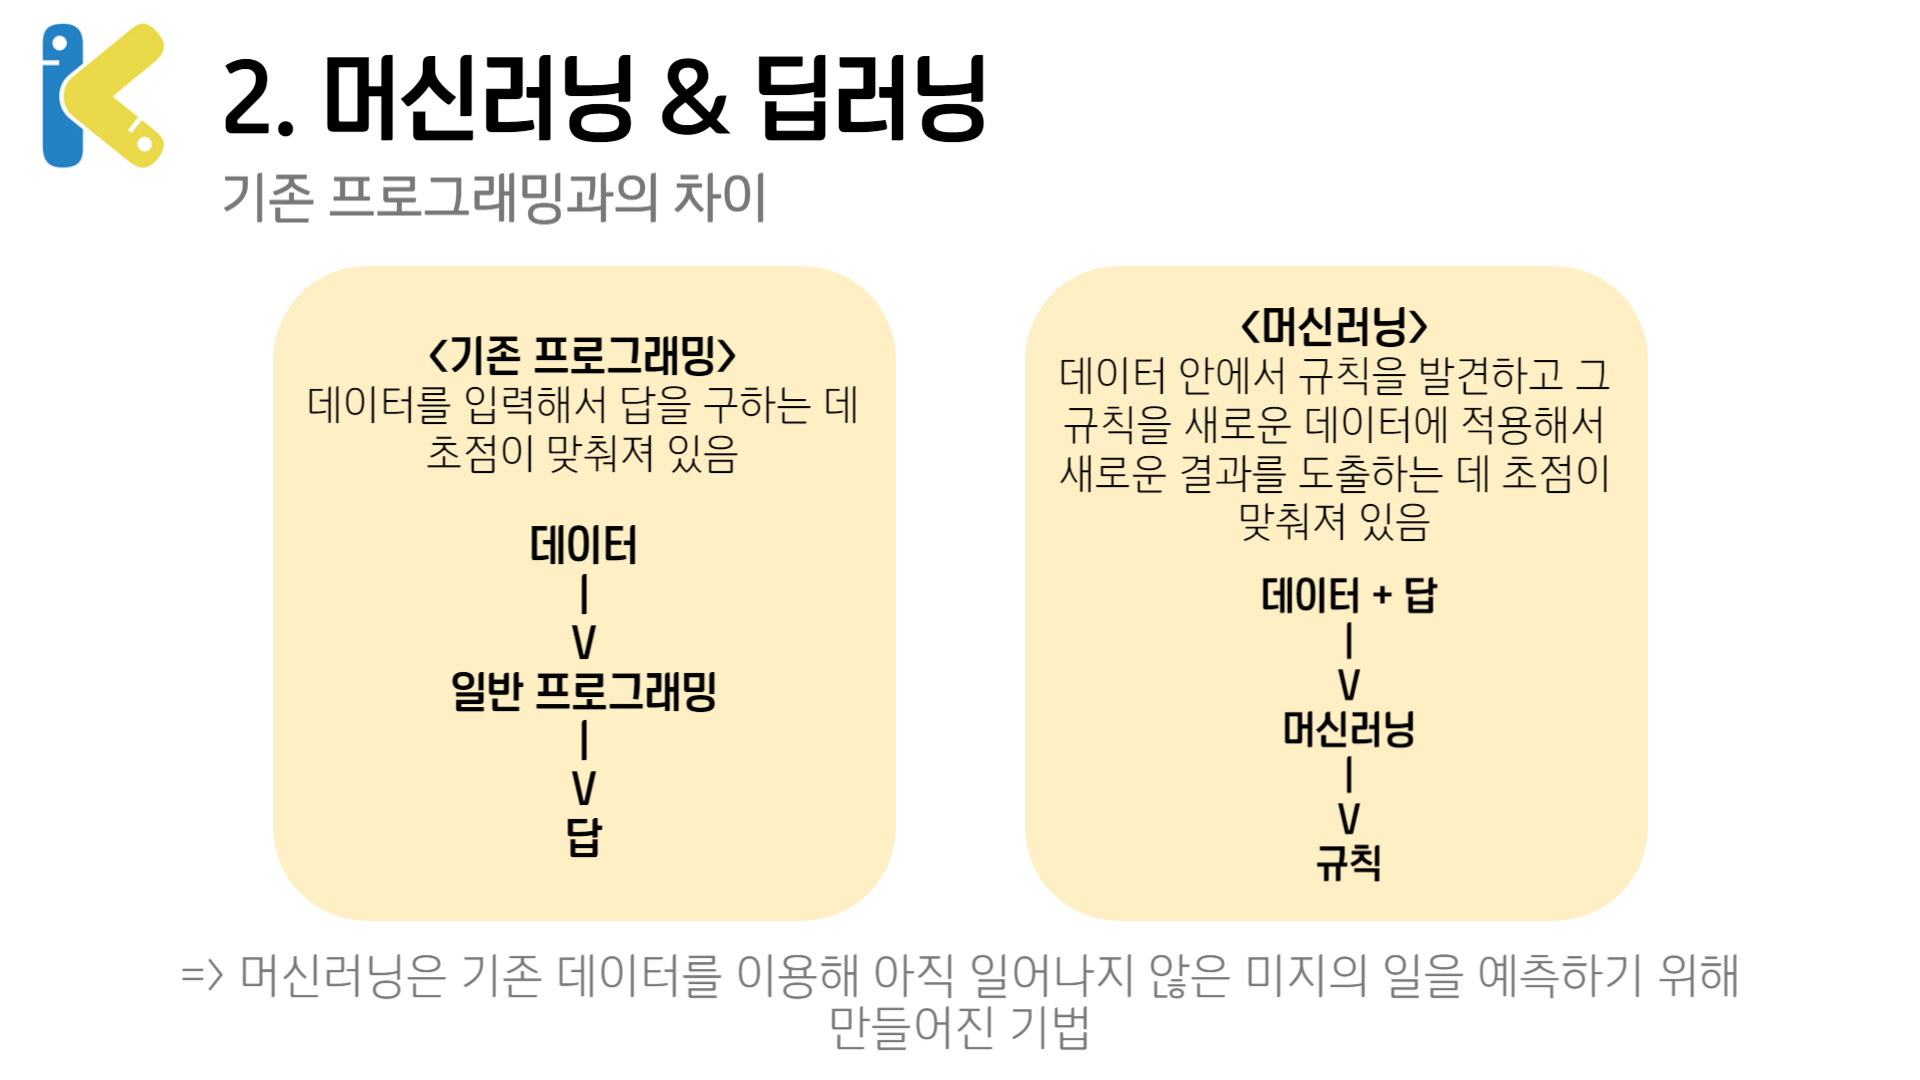 2. 머신러닝 & 딥러닝
기존 프로그래밍과의 차이
<기존 프로그래밍>
데이터를 입력해서 답을 구하는 데
초점이 맞춰져 있음
데이터
|
V
일반 프로그래밍
|
V
답
<머신러닝>
데이터 안에서 규칙을 발견하고 그
규칙을 새로운 데이터에 적용해서
새로운 결과를 도출하는 데 초점이
맞춰져 있음
데이터 + 답
|
V
머신러닝
|
V
규칙
=> 머신러닝은 기존 데이터를 이용해 아직 일어나지 않은 미지의 일을 예측하기 위해
만들어진 기법